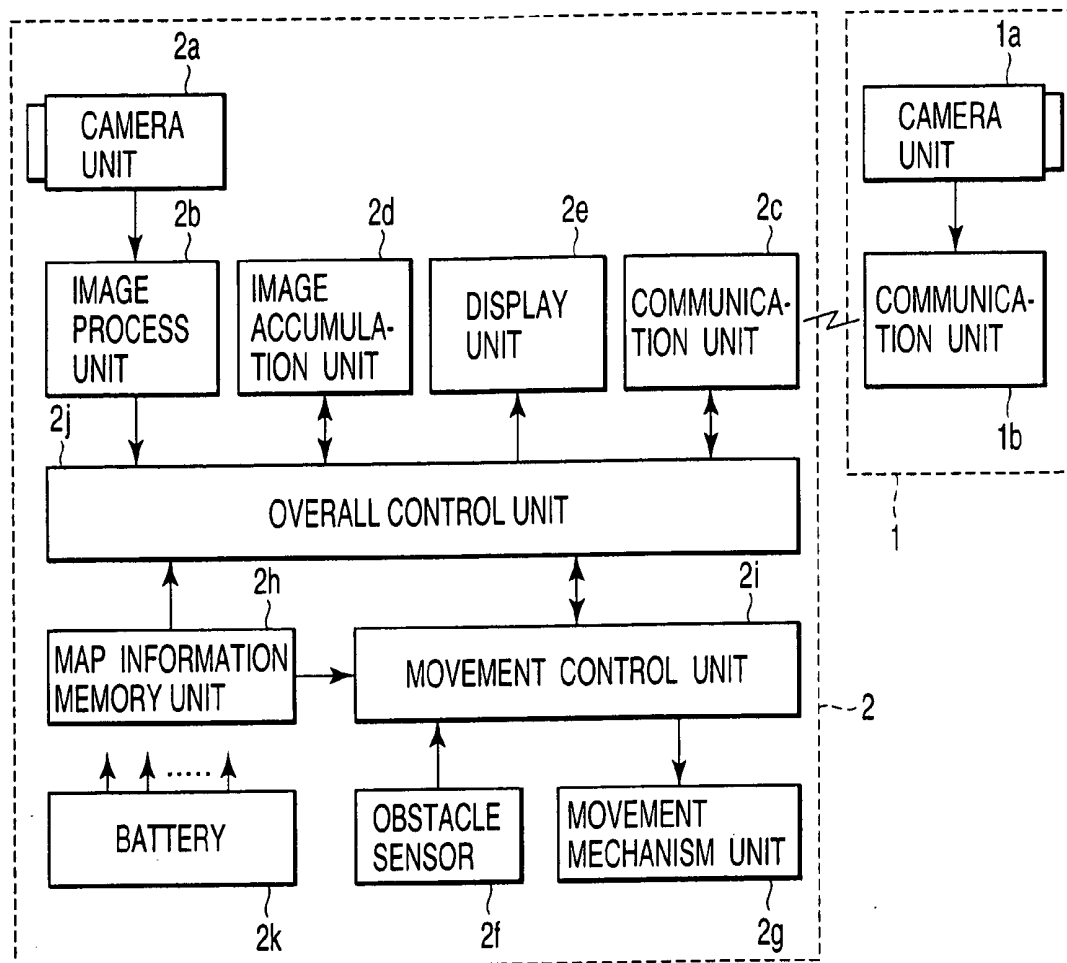 2a
CAMERA
UNIT
1a
CAMERA
UNIT
2b
IMAGE
PROCESS
UNIT
2d
IMAGE
ACCUMULA-
TION UNIT
2e
DISPLAY
UNIT
2c
COMMUNICA-
TION UNIT
COMMUNICA-
TION UNIT
1b
1
2j
OVERALL CONTROL UNIT
2h
MAP INFORMATION
MEMORY UNIT
2i
MOVEMENT CONTROL UNIT
2
.....
BATTERY
2k
OBSTACLE
SENSOR
2f
MOVEMENT
MECHANISM UNIT
2g